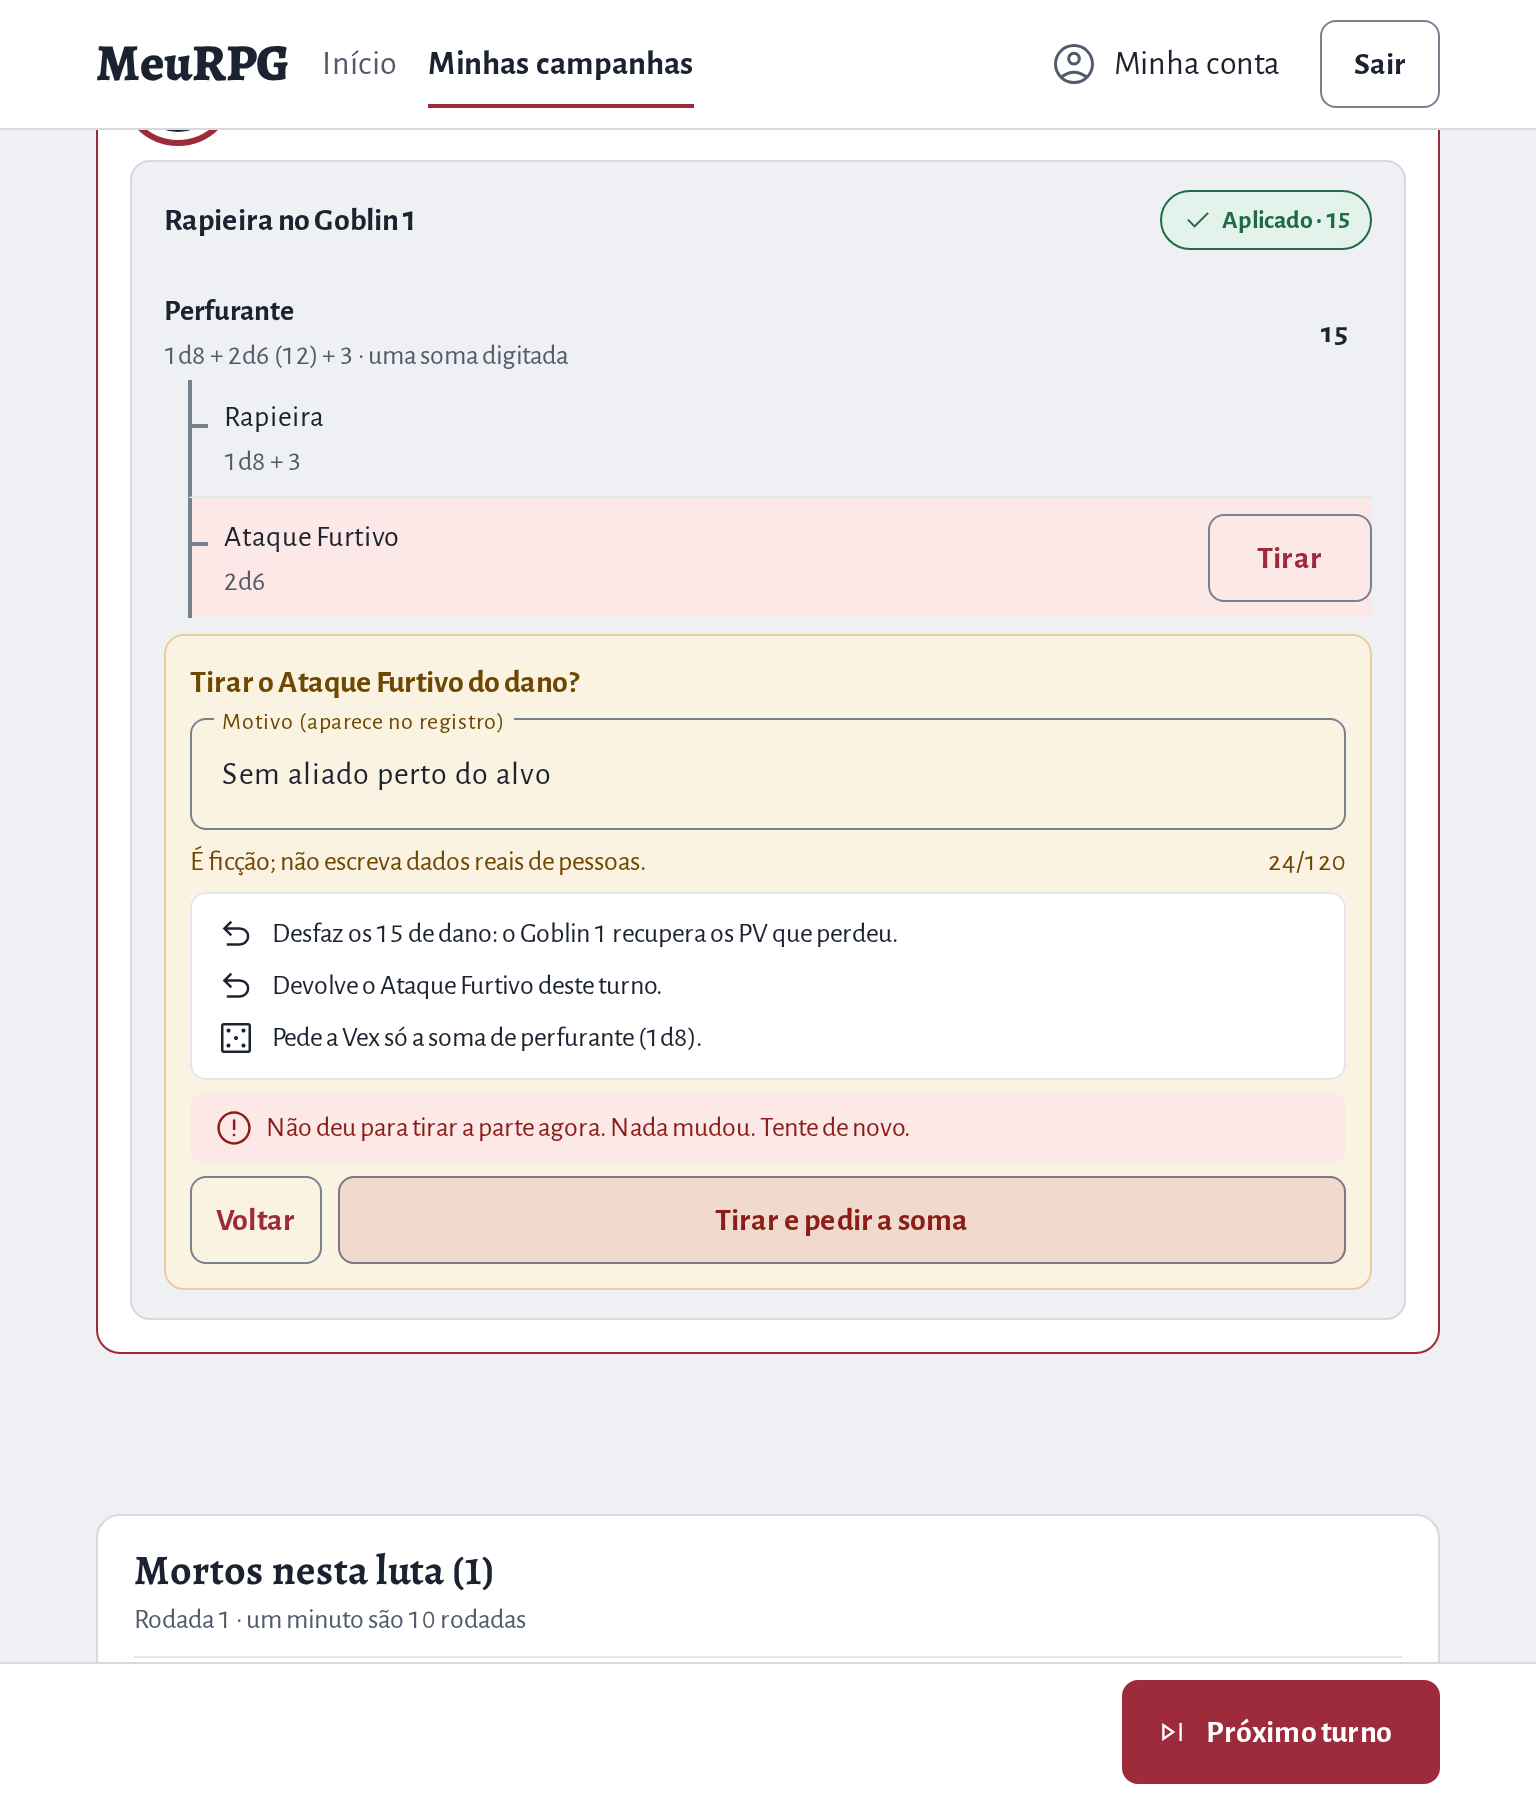 MeuRPG Início Minhas campanhas Minha conta Sair
Rapieira no Goblin 1 Aplicado · 15
Perfurante
1d8 + 2d6 (12) + 3 · uma soma digitada 15
Rapieira
1d8 + 3
Ataque Furtivo
2d6
Tirar
Tirar o Ataque Furtivo do dano?
Motivo (aparece no registro)
Sem aliado perto do alvo
É ficção; não escreva dados reais de pessoas. 24/120
Desfaz os 15 de dano: o Goblin 1 recupera os PV que perdeu.
Devolve o Ataque Furtivo deste turno.
Pede a Vex só a soma de perfurante (1d8).
Não deu para tirar a parte agora. Nada mudou. Tente de novo.
Voltar Tirar e pedir a soma
Mortos nesta luta (1)
Rodada 1 · um minuto são 10 rodadas
Próximo turno